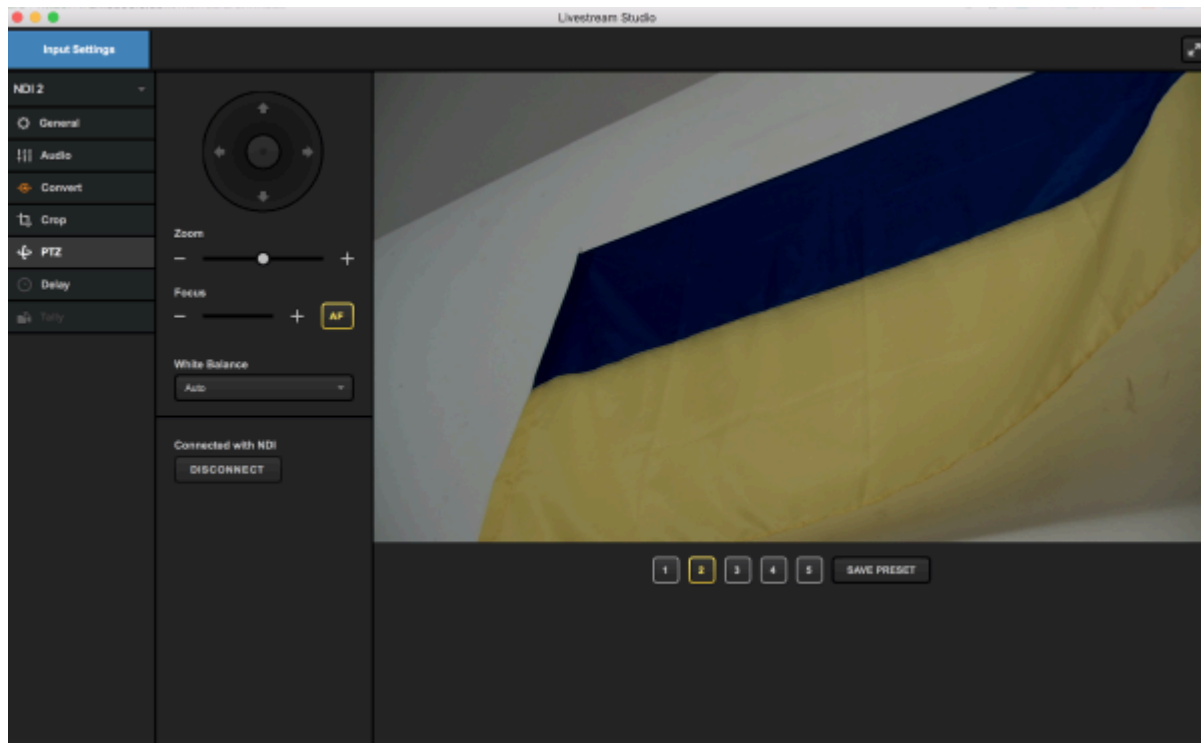 Livestream Studio
Input Settings
NDI 2
General
Audio
Convert
Crop
PTZ
Delay
Tally
Zoom
Focus
AF
White Balance
Auto
Connected with NDI
DISCONNECT
1 2 3 4 5 SAVE PRESET